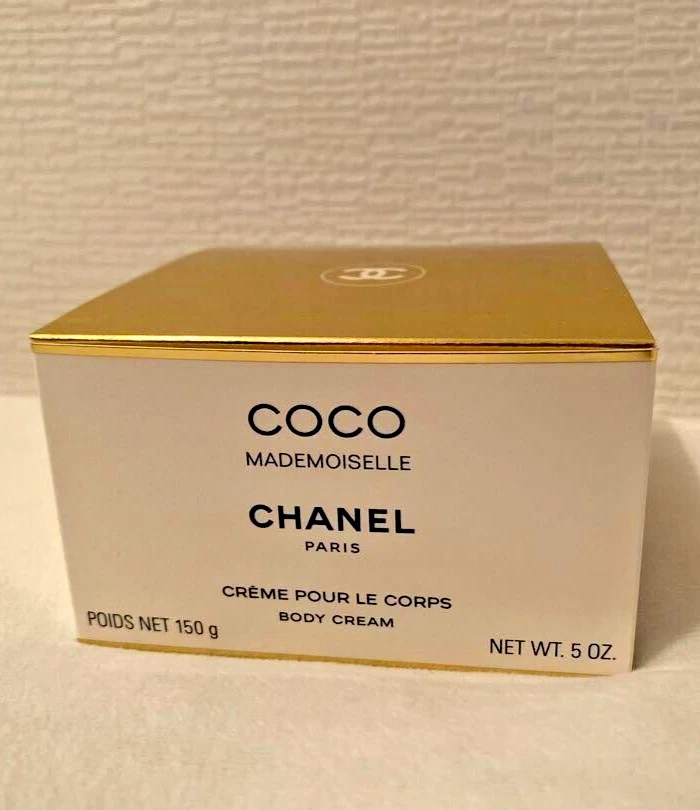 COCO
MADEMOISELLE
CHANEL
PARIS
CRÈME POUR LE CORPS
BODY CREAM
POIDS NET 150 g
NET WT. 5 OZ.